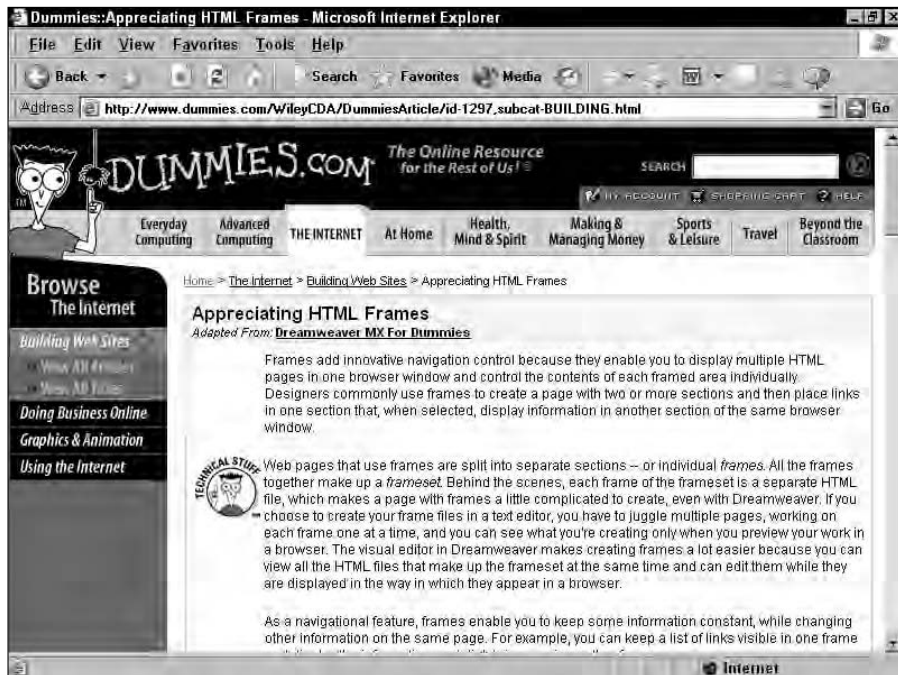 Dummies::Appreciating HTML Frames - Microsoft Internet Explorer
File Edit View Favorites Tools Help
Back Search Favorites Media
Address http://www.dummies.com/WileyCDA/DummiesArticle/id-1297,subcat-BUILDING.html Go
DUMMIES.COM
The Online Resource
for the Rest of Us!
SEARCH
MY ACCOUNT SHOPPING CART HELP
Everyday Computing Advanced Computing THE INTERNET At Home Health, Mind & Spirit Making & Managing Money Sports & Leisure Travel Beyond the Classroom
Browse
The Internet
Building Web Sites
View All Articles
View All Titles
Doing Business Online
Graphics & Animation
Using the Internet
Home > The Internet > Building Web Sites > Appreciating HTML Frames
Appreciating HTML Frames
Adapted From: Dreamweaver MX For Dummies
Frames add innovative navigation control because they enable you to display multiple HTML
pages in one browser window and control the contents of each framed area individually.
Designers commonly use frames to create a page with two or more sections and then place links
in one section that, when selected, display information in another section of the same browser
window.
TECHNICAL STUFF
Web pages that use frames are split into separate sections – or individual frames. All the frames
together make up a frameset. Behind the scenes, each frame of the frameset is a separate HTML
file, which makes a page with frames a little complicated to create, even with Dreamweaver. If you
choose to create your frame files in a text editor, you have to juggle multiple pages, working on
each frame one at a time, and you can see what you're creating only when you preview your work in
a browser. The visual editor in Dreamweaver makes creating frames a lot easier because you can
view all the HTML files that make up the frameset at the same time and can edit them while they
are displayed in the way in which they appear in a browser.
As a navigational feature, frames enable you to keep some information constant, while changing
other information on the same page. For example, you can keep a list of links visible in one frame
Internet